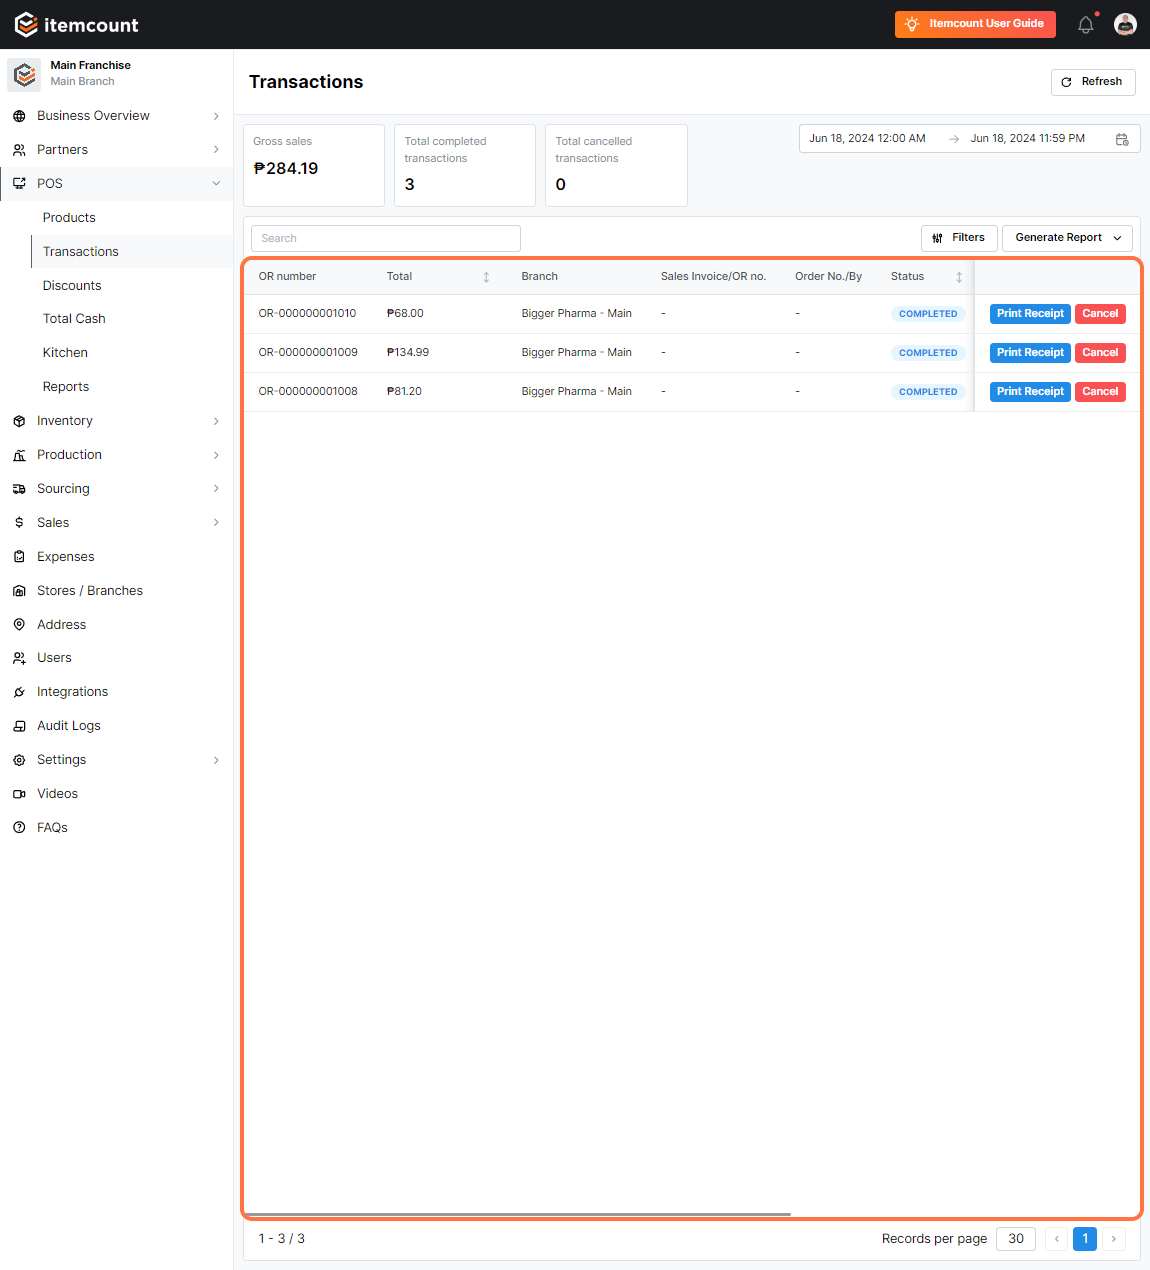 itemcount
Itemcount User Guide
Main Franchise
Main Branch
Business Overview
Partners
POS
Products
Transactions
Discounts
Total Cash
Kitchen
Reports
Inventory
Production
Sourcing
Sales
Expenses
Stores / Branches
Address
Users
Integrations
Audit Logs
Settings
Videos
FAQs
Transactions
Refresh
Gross sales
₱284.19
Total completed
transactions
3
Total cancelled
transactions
0
Jun 18, 2024 12:00 AM → Jun 18, 2024 11:59 PM
Search
Filters
Generate Report
OR number Total Branch Sales Invoice/OR no. Order No./By Status
OR-000000001010 ₱68.00 Bigger Pharma - Main - - COMPLETED Print Receipt Cancel
OR-000000001009 ₱134.99 Bigger Pharma - Main - - COMPLETED Print Receipt Cancel
OR-000000001008 ₱81.20 Bigger Pharma - Main - - COMPLETED Print Receipt Cancel
1 - 3 / 3
Records per page 30 < 1 >